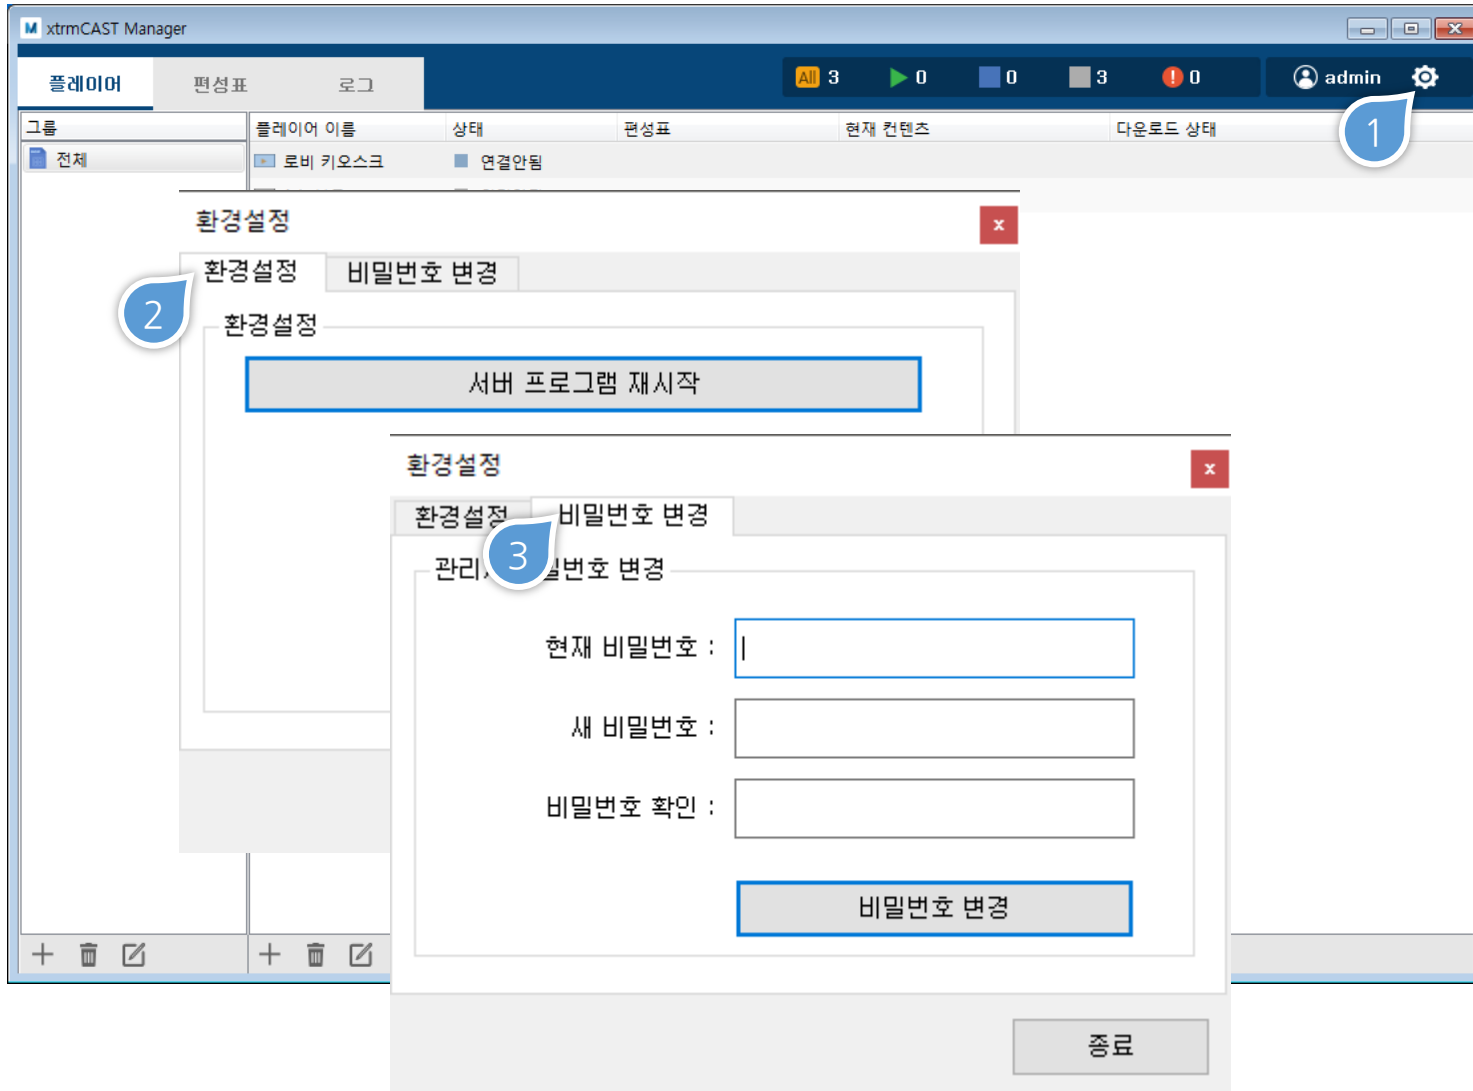 M xtrmCAST Manager
플레이어 편성표 로그 All 3 0 0 3 ! 0 admin
1
그룹 플레이어 이름 상태 편성표 현재 컨텐츠 다운로드 상태
전체 로비 키오스크 연결안됨
환경설정 x
환경설정 비밀번호 변경
2
환경설정
서버 프로그램 재시작
환경설정 x
환경설정 비밀번호 변경
3
관리 밀번호 변경
현재 비밀번호 :
새 비밀번호 :
비밀번호 확인 :
비밀번호 변경
종료